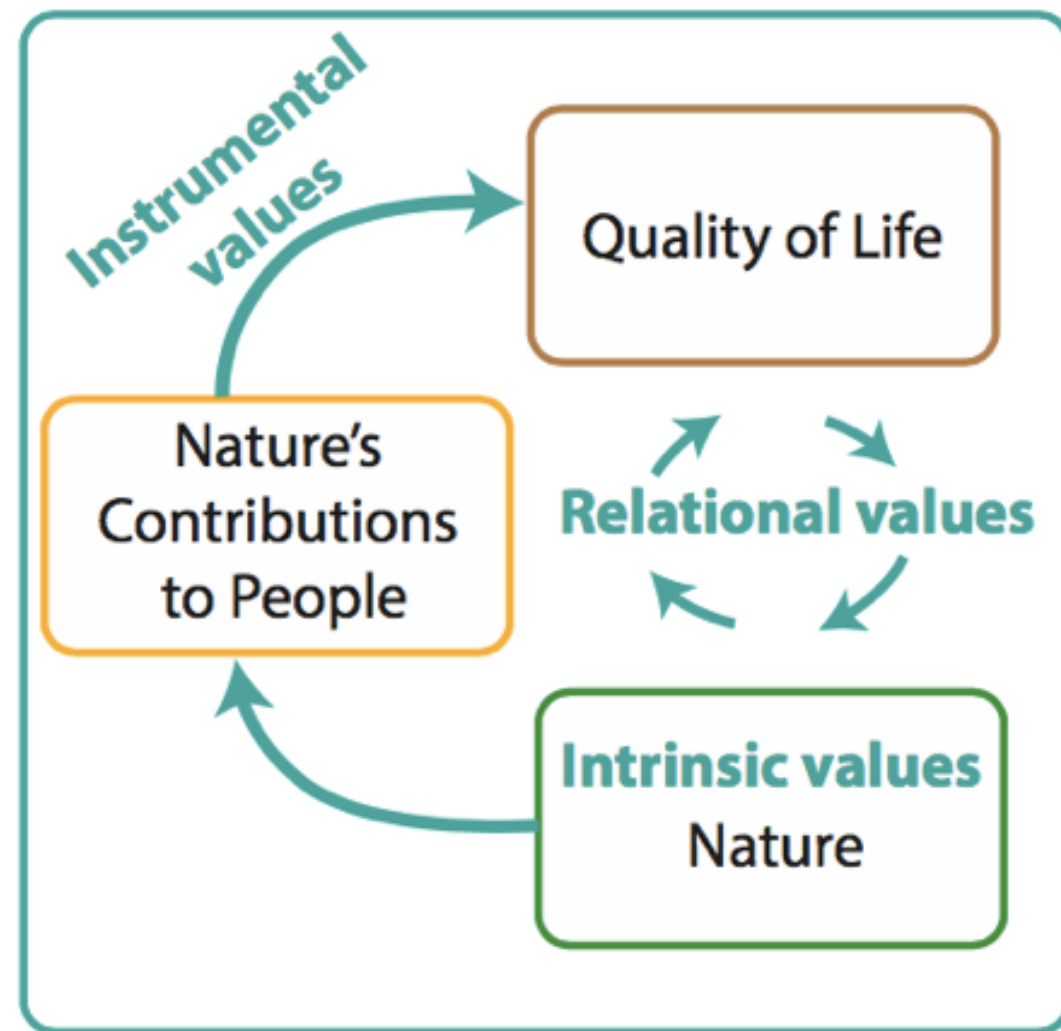 Instrumental
values
Quality of Life
Nature’s
Contributions
to People
Relational values
Intrinsic values
Nature